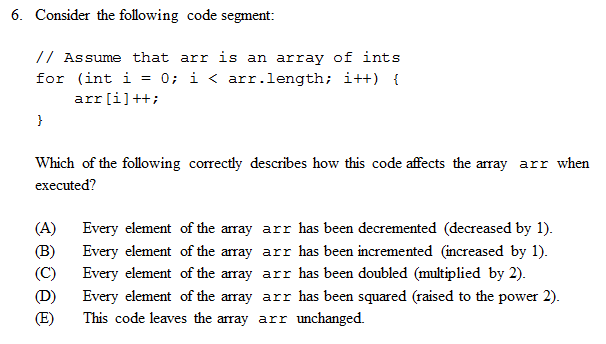 6. Consider the following code segment:
// Assume that arr is an array of ints
for (int i = 0; i < arr.length; i++) {
    arr[i]++;
}
Which of the following correctly describes how this code affects the array arr when
executed?
(A) Every element of the array arr has been decremented (decreased by 1).
(B) Every element of the array arr has been incremented (increased by 1).
(C) Every element of the array arr has been doubled (multiplied by 2).
(D) Every element of the array arr has been squared (raised to the power 2).
(E) This code leaves the array arr unchanged.